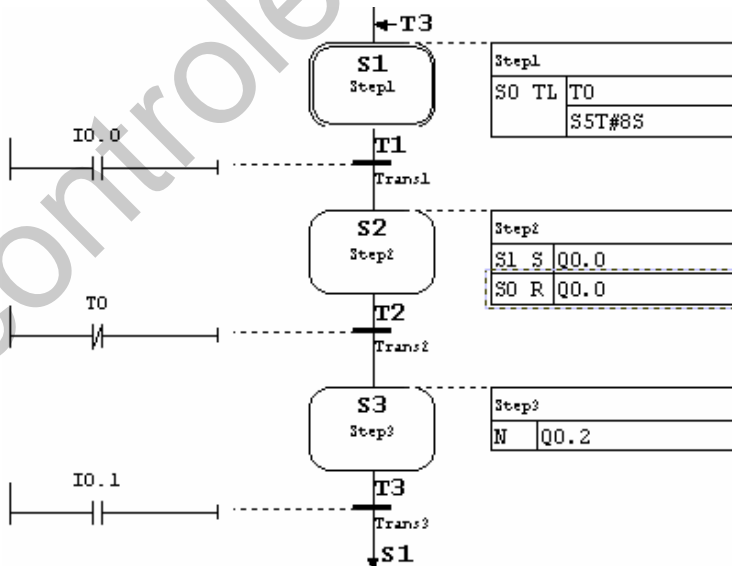 T3
S1
Step1
Step1
S0 TL T0
S5T#8S
I0.0
T1
Trans1
S2
Step2
Step2
S1 S Q0.0
S0 R Q0.0
T0
T2
Trans2
S3
Step3
Step3
N Q0.2
I0.1
T3
Trans3
S1
controle